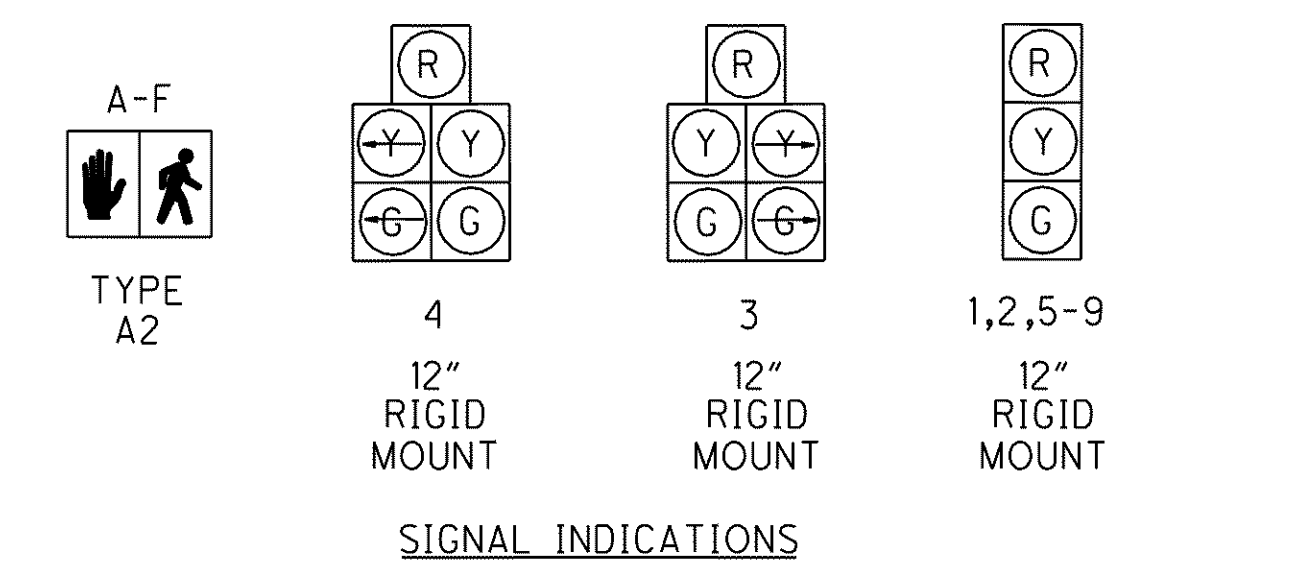 A-F
TYPE
A2
R
Y Y
G G
4
12"
RIGID
MOUNT
R
Y Y
G G
3
12"
RIGID
MOUNT
R
Y
G
1,2,5-9
12"
RIGID
MOUNT
SIGNAL INDICATIONS